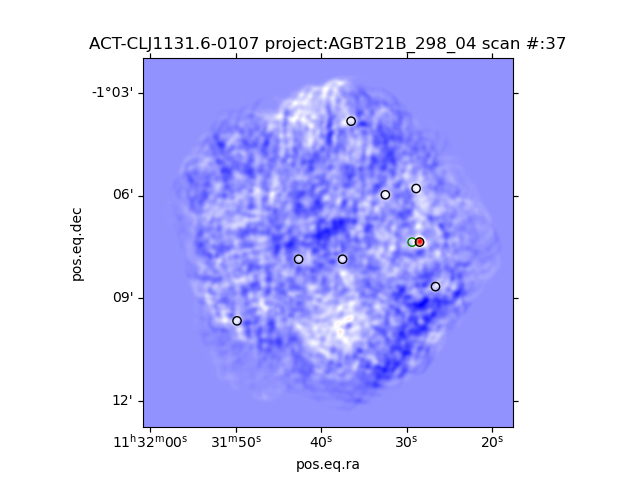 ACT-CLJ1131.6-0107 project:AGBT21B_298_04 scan #:37
-1°03'
06'
09'
12'
pos.eq.dec
11h32m00s 31m50s 40s 30s 20s
pos.eq.ra